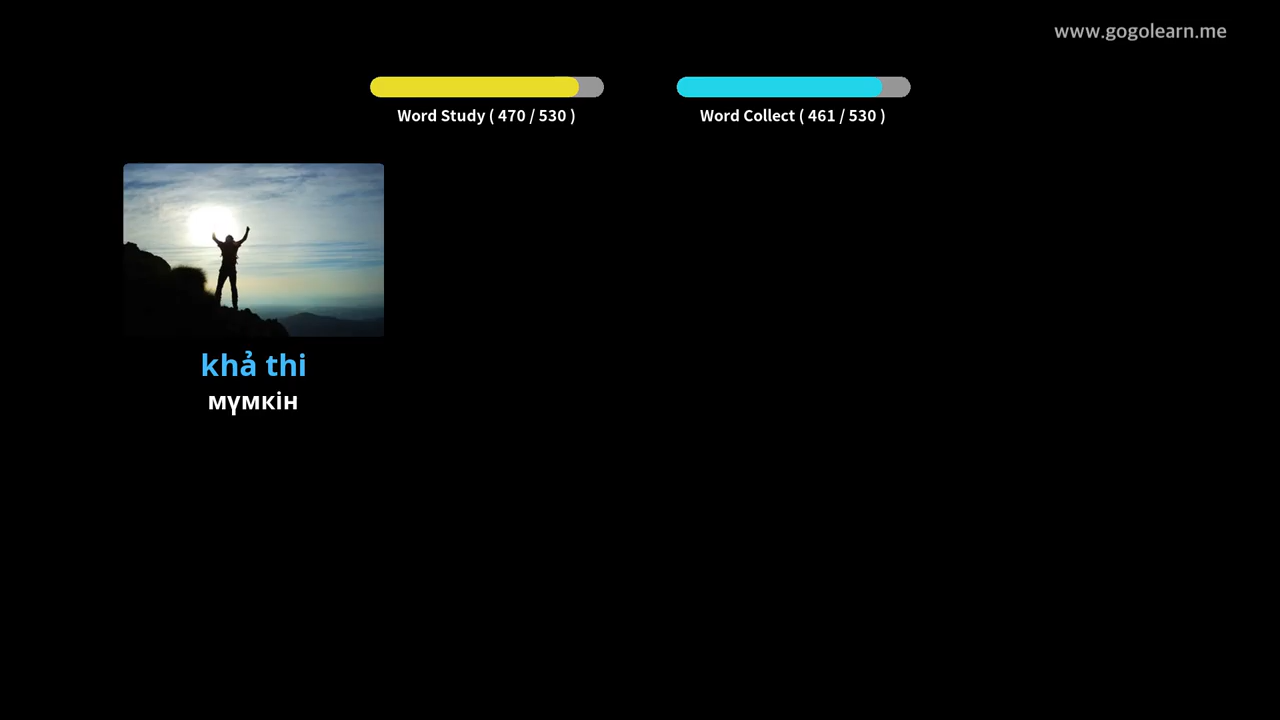 www.gogolearn.me
Word Study ( 470 / 530 )
Word Collect ( 461 / 530 )
khả thi
мүмкін